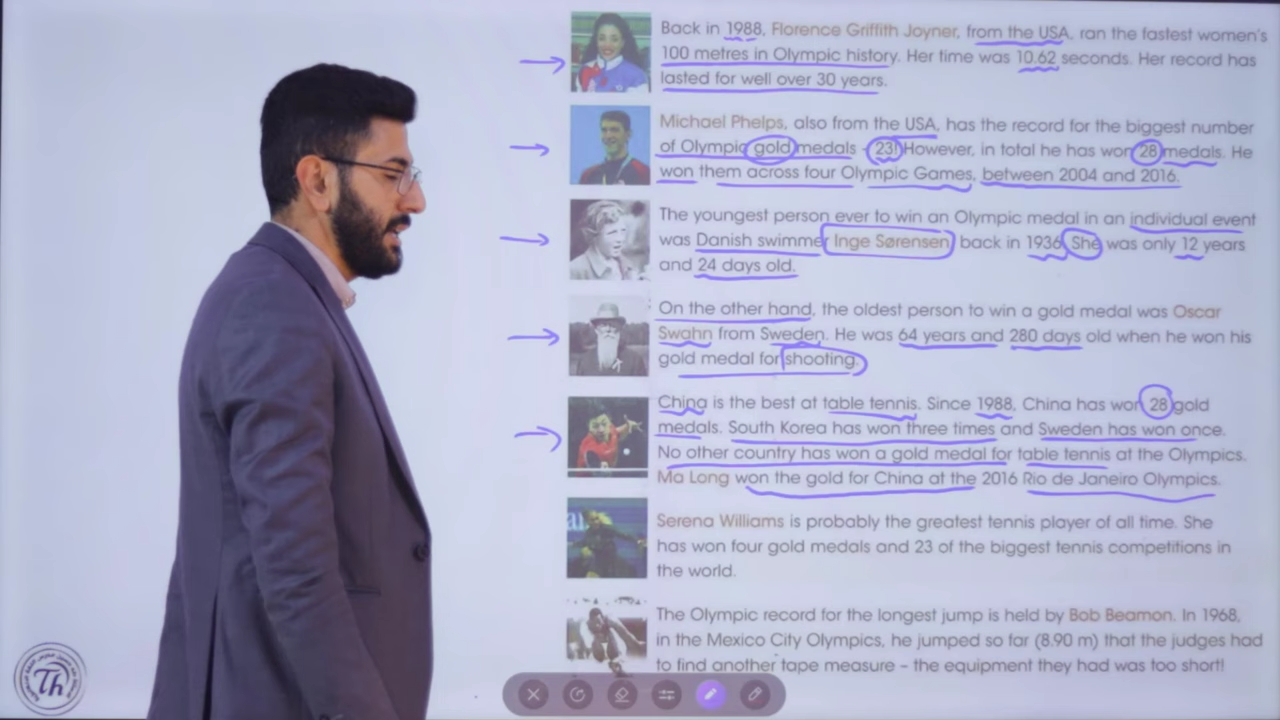 Back in 1988, Florence Griffith Joyner, from the USA, ran the fastest women's
100 metres in Olympic history. Her time was 10.62 seconds. Her record has
lasted for well over 30 years.
Michael Phelps, also from the USA, has the record for the biggest number
of Olympic gold medals - 23! However, in total he has won 28 medals. He
won them across four Olympic Games, between 2004 and 2016.
The youngest person ever to win an Olympic medal in an individual event
was Danish swimmer Inge Sørensen back in 1936. She was only 12 years
and 24 days old.
On the other hand, the oldest person to win a gold medal was Oscar
Swahn from Sweden. He was 64 years and 280 days old when he won his
gold medal for shooting.
China is the best at table tennis. Since 1988, China has won 28 gold
medals. South Korea has won three times and Sweden has won once.
No other country has won a gold medal for table tennis at the Olympics.
Ma Long won the gold for China at the 2016 Rio de Janeiro Olympics.
Serena Williams is probably the greatest tennis player of all time. She
has won four gold medals and 23 of the biggest tennis competitions in
the world.
The Olympic record for the longest jump is held by Bob Beamon. In 1968,
in the Mexico City Olympics, he jumped so far (8.90 m) that the judges had
to find another tape measure – the equipment they had was too short!
Th